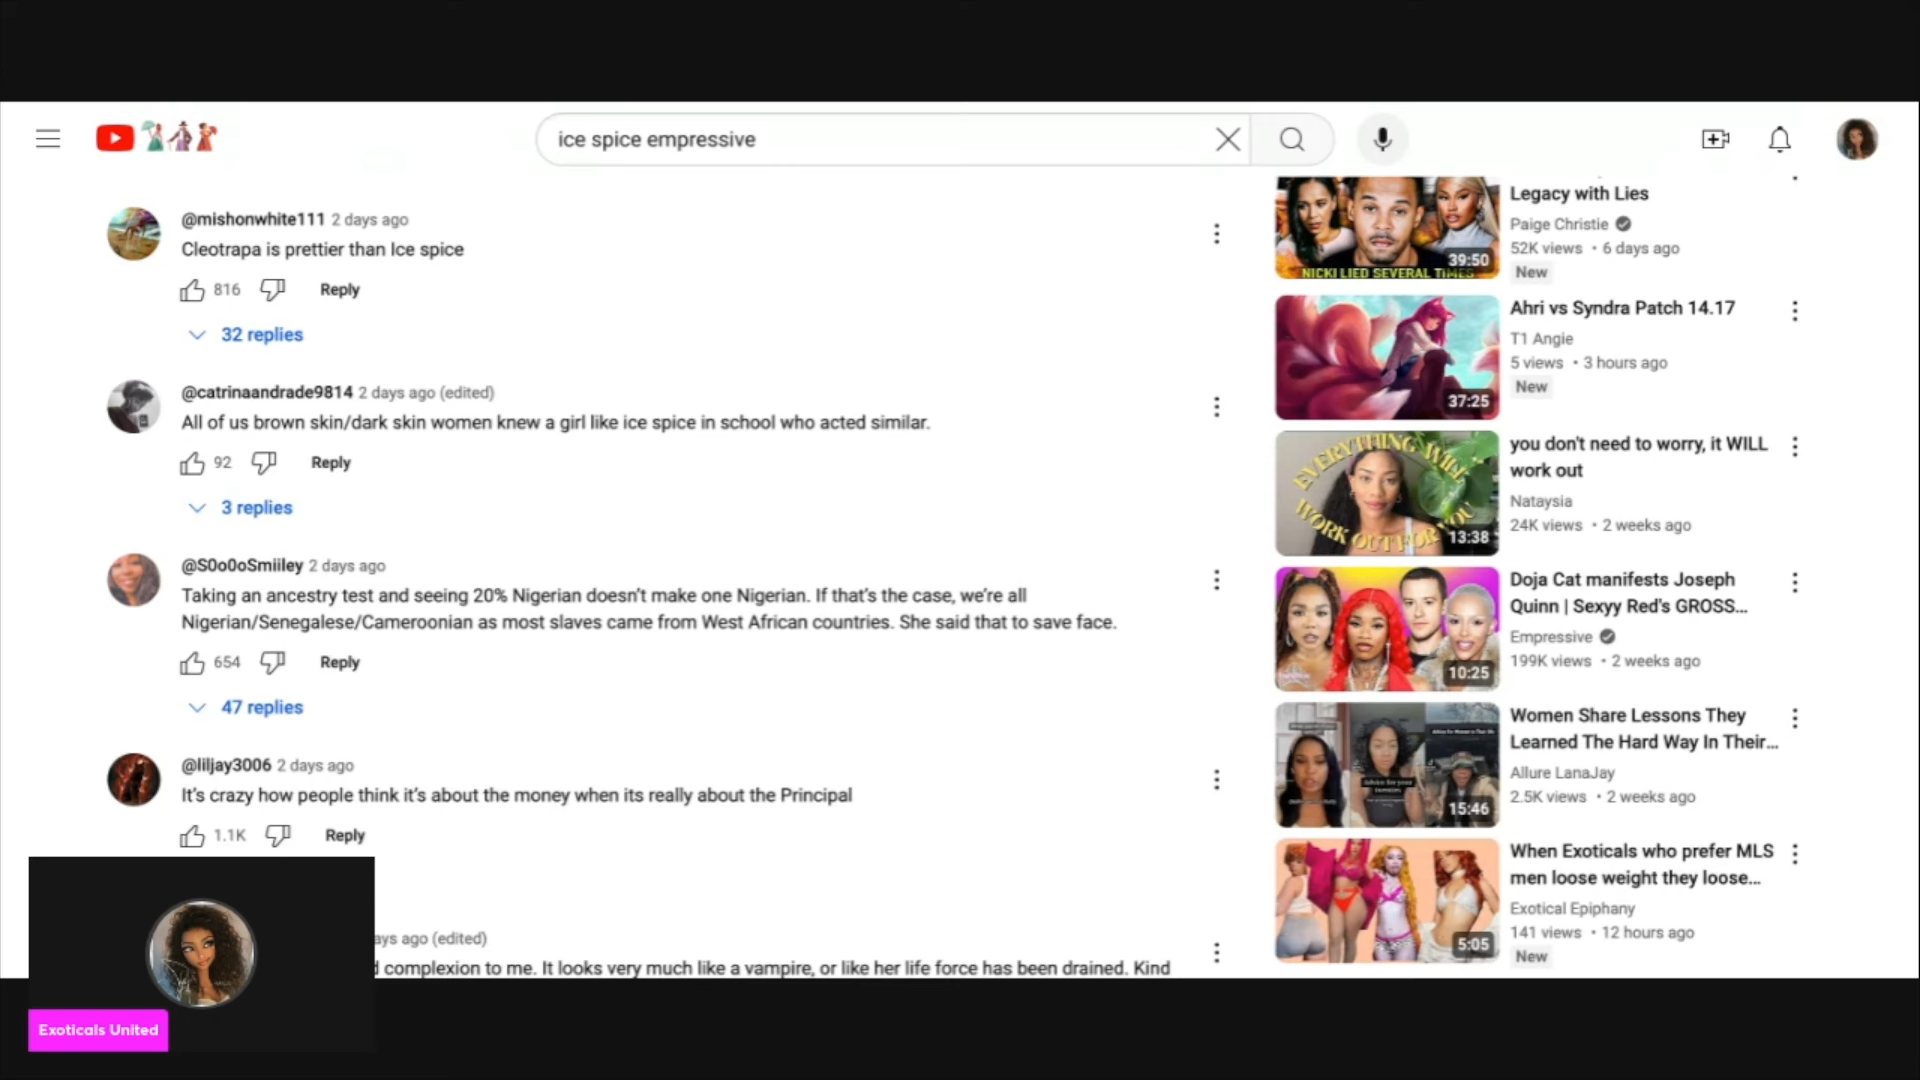 ice spice empressive
@mishonwhite111 2 days ago
Cleotrapa is prettier than Ice spice
816 Reply
32 replies
@catrinaandrade9814 2 days ago (edited)
All of us brown skin/dark skin women knew a girl like ice spice in school who acted similar.
92 Reply
3 replies
@S0o0oSmiiley 2 days ago
Taking an ancestry test and seeing 20% Nigerian doesn't make one Nigerian. If that's the case, we're all
Nigerian/Senegalese/Cameroonian as most slaves came from West African countries. She said that to save face.
654 Reply
47 replies
@liljay3006 2 days ago
It's crazy how people think it's about the money when its really about the Principal
1.1K Reply
ays ago (edited)
d complexion to me. It looks very much like a vampire, or like her life force has been drained. Kind
Exoticals United
NICKI LIED SEVERAL TIMES
39:50
Legacy with Lies
Paige Christie
52K views • 6 days ago
New
37:25
Ahri vs Syndra Patch 14.17
T1 Angie
5 views • 3 hours ago
New
EVERYTHING WILL
WORK OUT FOR YOU
13:38
you don't need to worry, it WILL
work out
Nataysia
24K views • 2 weeks ago
10:25
Doja Cat manifests Joseph
Quinn | Sexyy Red's GROSS...
Empressive
199K views • 2 weeks ago
15:46
Women Share Lessons They
Learned The Hard Way In Their...
Allure LanaJay
2.5K views • 2 weeks ago
5:05
When Exoticals who prefer MLS
men loose weight they loose...
Exotical Epiphany
141 views • 12 hours ago
New